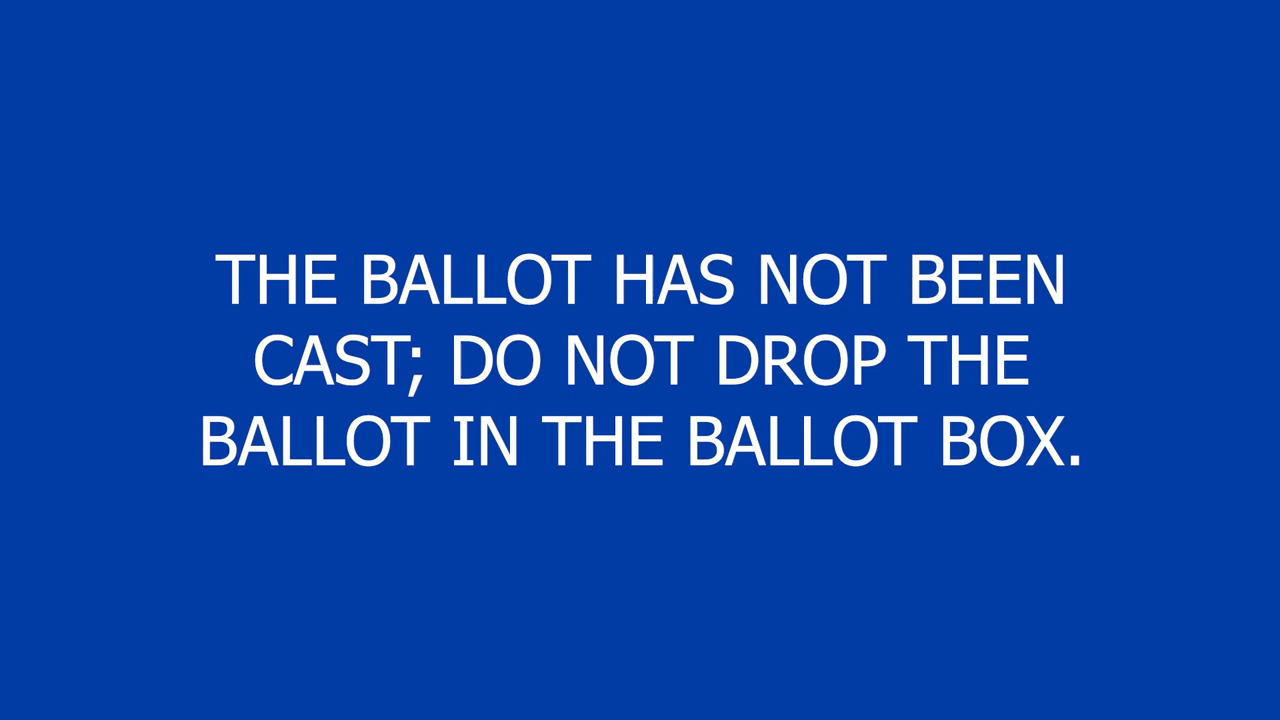 THE BALLOT HAS NOT BEEN
CAST; DO NOT DROP THE
BALLOT IN THE BALLOT BOX.